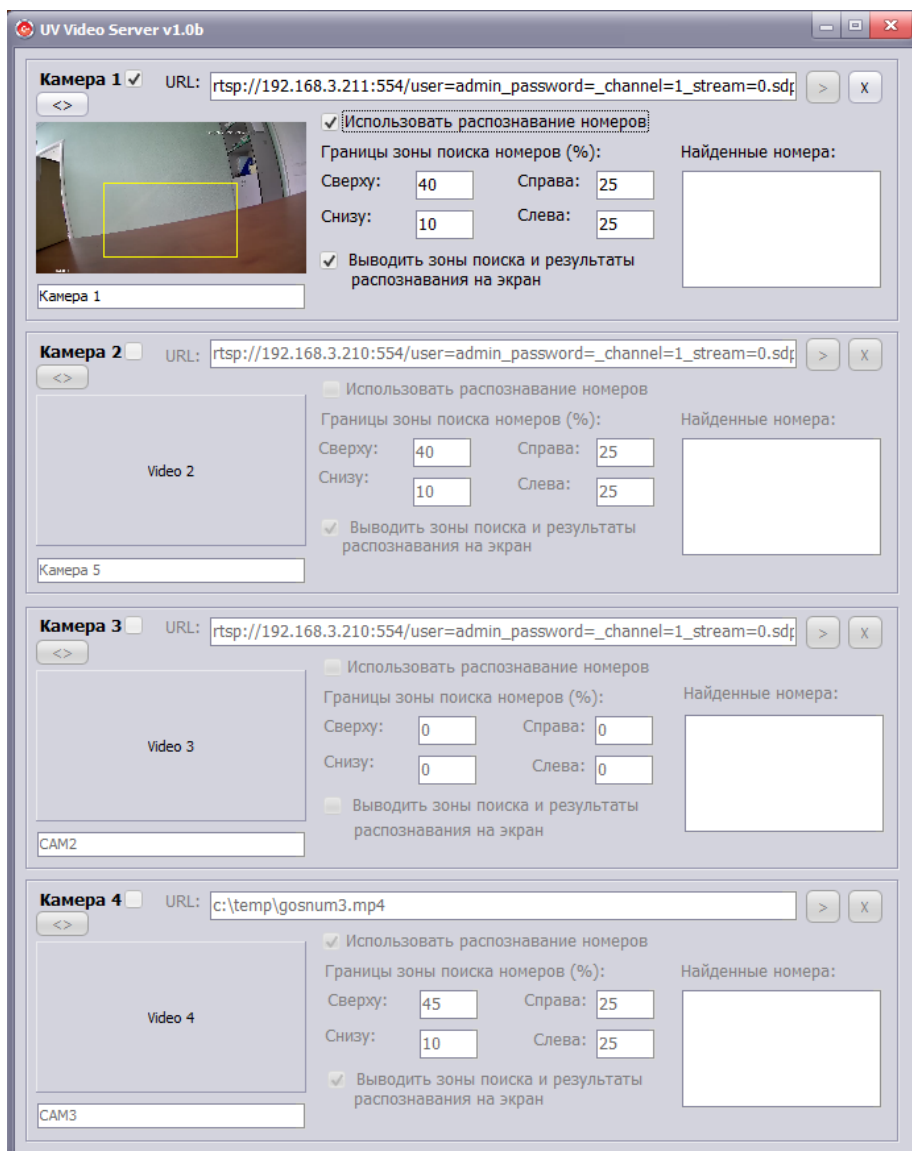 UV Video Server v1.0b
Камера 1 URL: rtsp://192.168.3.211:554/user=admin_password=_channel=1_stream=0.sdp > X
<>
Использовать распознавание номеров
Границы зоны поиска номеров (%): Найденные номера:
Сверху: 40 Справа: 25
Снизу: 10 Слева: 25
Выводить зоны поиска и результаты
распознавания на экран
Камера 1
Камера 2 URL: rtsp://192.168.3.210:554/user=admin_password=_channel=1_stream=0.sdp > X
<>
Использовать распознавание номеров
Границы зоны поиска номеров (%): Найденные номера:
Сверху: 40 Справа: 25
Video 2
Снизу: 10 Слева: 25
Выводить зоны поиска и результаты
распознавания на экран
Камера 5
Камера 3 URL: rtsp://192.168.3.210:554/user=admin_password=_channel=1_stream=0.sdp > X
<>
Использовать распознавание номеров
Границы зоны поиска номеров (%): Найденные номера:
Сверху: 0 Справа: 0
Video 3
Снизу: 0 Слева: 0
Выводить зоны поиска и результаты
распознавания на экран
CAM2
Камера 4 URL: c:\temp\gosnum3.mp4 > X
<>
Использовать распознавание номеров
Границы зоны поиска номеров (%): Найденные номера:
Сверху: 45 Справа: 25
Video 4
Снизу: 10 Слева: 25
Выводить зоны поиска и результаты
распознавания на экран
CAM3